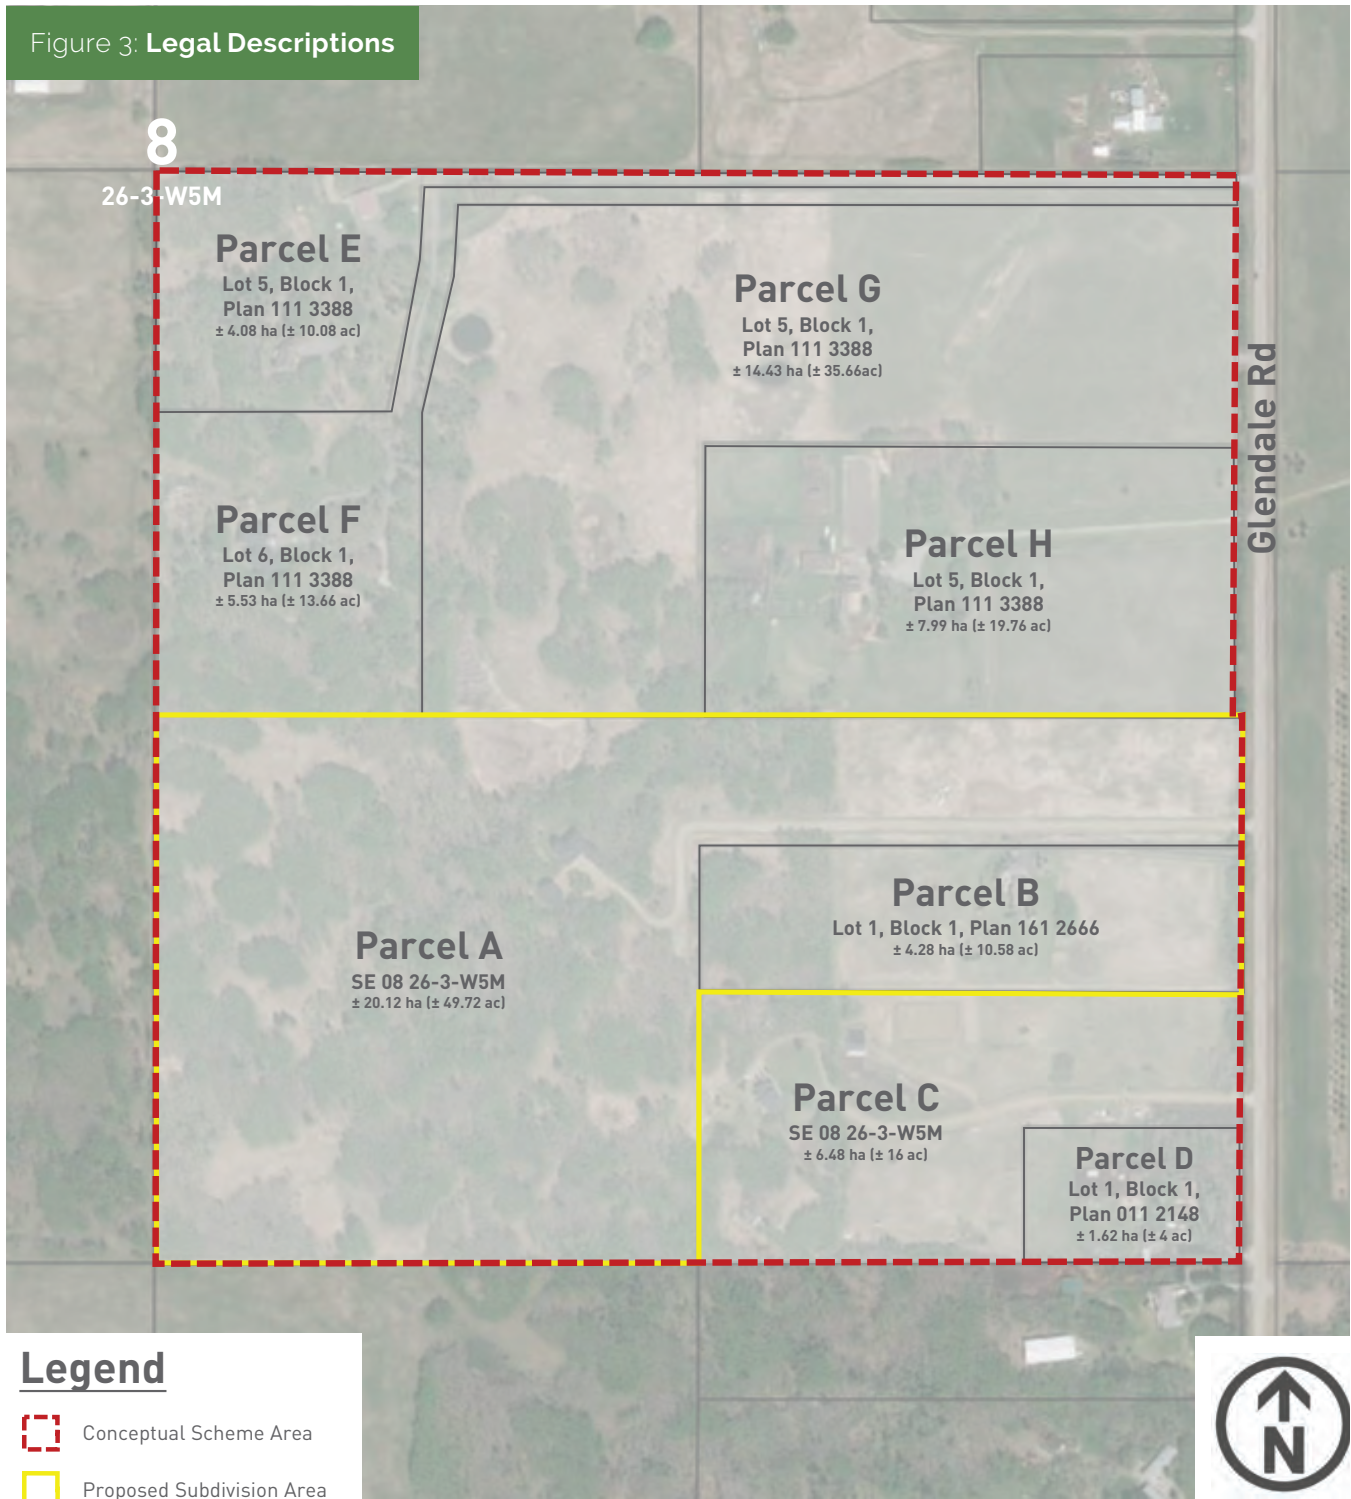 Figure 3: Legal Descriptions
8
26-3-W5M
Parcel E
Lot 5, Block 1,
Plan 111 3388
± 4.08 ha (± 10.08 ac)
Parcel G
Lot 5, Block 1,
Plan 111 3388
± 14.43 ha (± 35.66ac)
Glendale Rd
Parcel F
Lot 6, Block 1,
Plan 111 3388
± 5.53 ha (± 13.66 ac)
Parcel H
Lot 5, Block 1,
Plan 111 3388
± 7.99 ha (± 19.76 ac)
Parcel B
Lot 1, Block 1, Plan 161 2666
± 4.28 ha (± 10.58 ac)
Parcel A
SE 08 26-3-W5M
± 20.12 ha (± 49.72 ac)
Parcel C
SE 08 26-3-W5M
± 6.48 ha (± 16 ac)
Parcel D
Lot 1, Block 1,
Plan 011 2148
± 1.62 ha (± 4 ac)
Legend
Conceptual Scheme Area
Proposed Subdivision Area
N